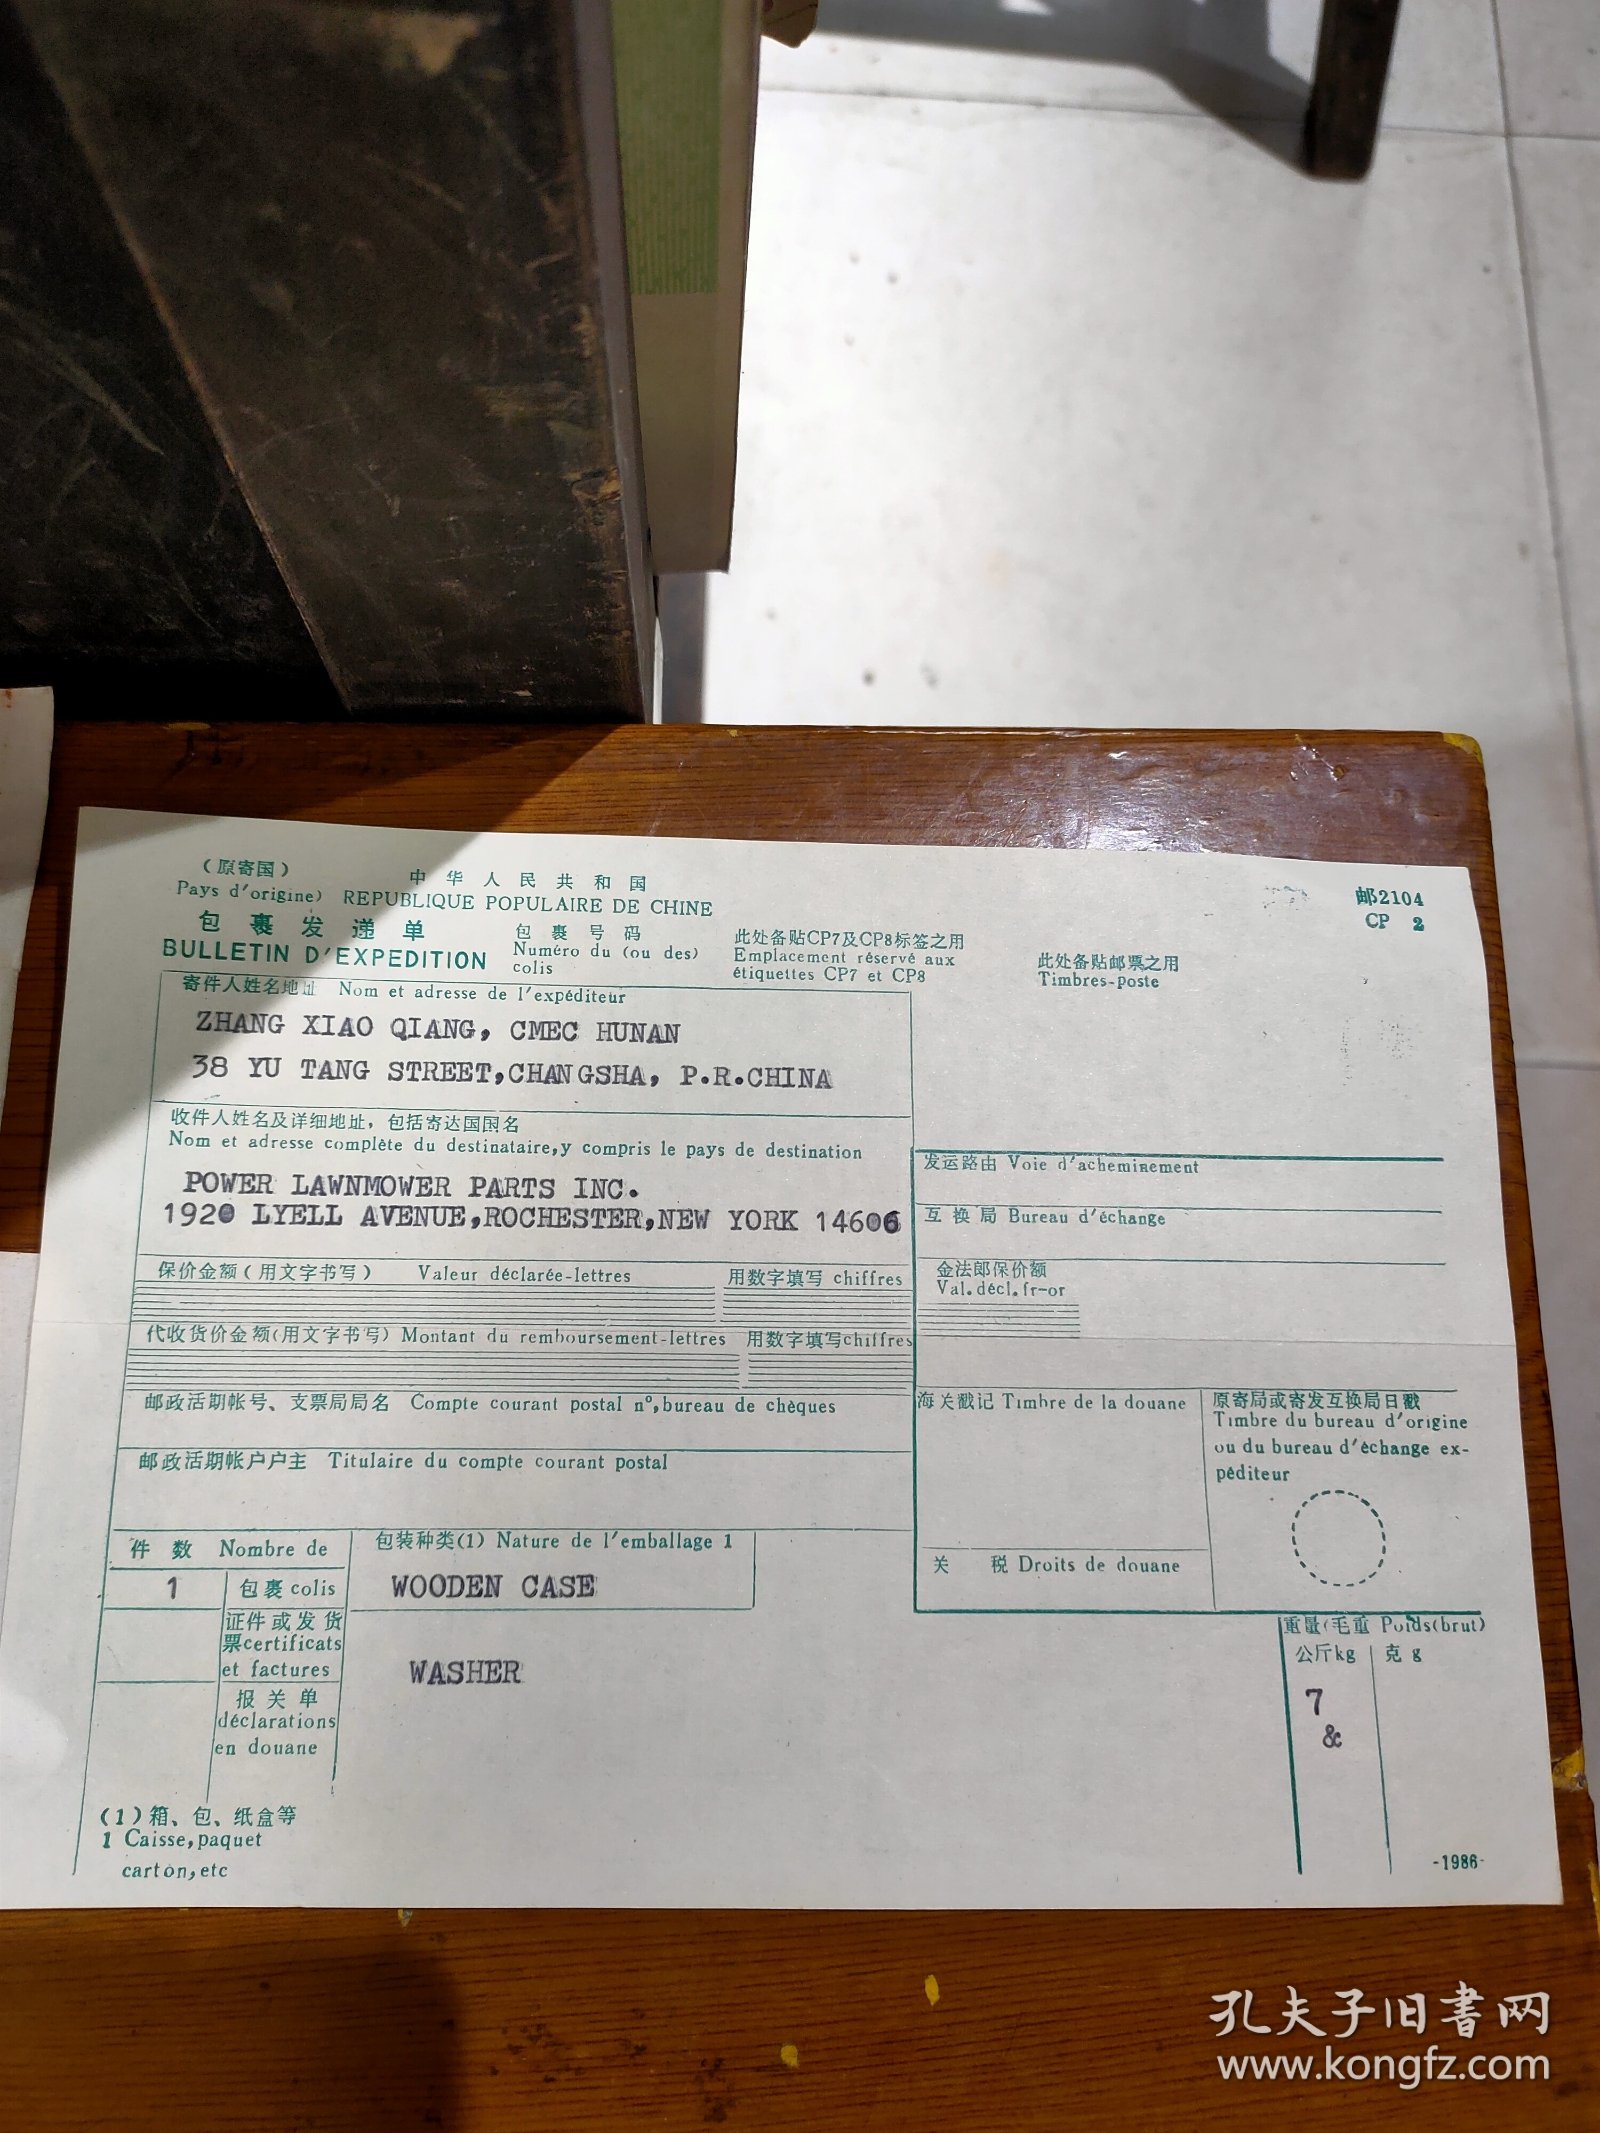 （原寄国） 中华人民共和国
Pays d'origine) REPUBLIQUE POPULAIRE DE CHINE
邮2104
CP 2
包裹发递单
BULLETIN D'EXPEDITION
包裹号码
Numéro du (ou des)
colis
此处备贴CP7及CP8标签之用
Emplacement réservé aux
étiquettes CP7 et CP8
此处备贴邮票之用
Timbres-poste
寄件人姓名地址 Nom et adresse de l'expéditeur
ZHANG XIAO QIANG, CMEC HUNAN
38 YU TANG STREET,CHANGSHA, P.R.CHINA
收件人姓名及详细地址，包括寄达国国名
Nom et adresse complète du destinataire,y compris le pays de destination
POWER LAWNMOWER PARTS INC.
1920 LYELL AVENUE,ROCHESTER,NEW YORK 14606
发运路由 Voie d'acheminement
互换局 Bureau d'échange
保价金额（用文字书写） Valeur déclarée-lettres 用数字填写 chiffres
金法郎保价额
Val.décl.fr-or
代收货价金额(用文字书写) Montant du remboursement-lettres 用数字填写chiffres
邮政活期帐号、支票局局名 Compte courant postal n°,bureau de chèques
邮政活期帐户户主 Titulaire du compte courant postal
海关戳记 Timbre de la douane
原寄局或寄发互换局日戳
Timbre du bureau d'origine
ou du bureau d'échange ex-
péditeur
关 税 Droits de douane
件数 Nombre de
包装种类(1) Nature de l'emballage 1
1 包裹 colis
WOODEN CASE
证件或发货
票certificats
et factures
WASHER
报关单
déclarations
en douane
重量(毛重 Poids(brut)
公斤kg 克 g
7
&
(1)箱、包、纸盒等
1 Caisse,paquet
carton,etc
-1986-
孔夫子旧书网
www.kongfz.com